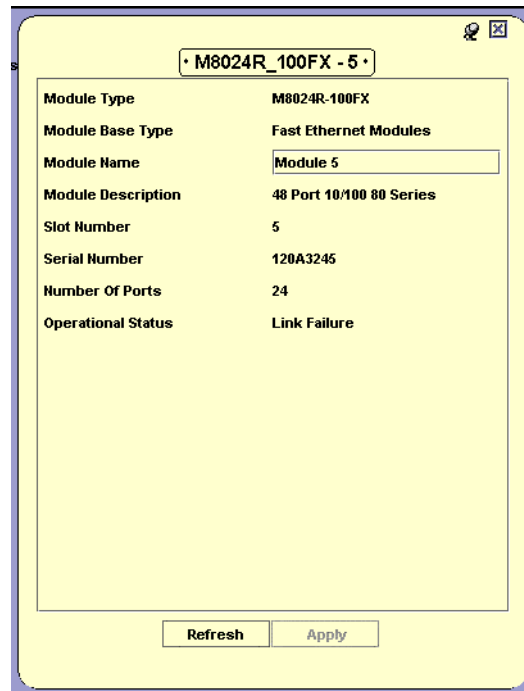 s
• M8024R_100FX - 5 •
Module Type M8024R-100FX
Module Base Type Fast Ethernet Modules
Module Name Module 5
Module Description 48 Port 10/100 80 Series
Slot Number 5
Serial Number 120A3245
Number Of Ports 24
Operational Status Link Failure
Refresh Apply